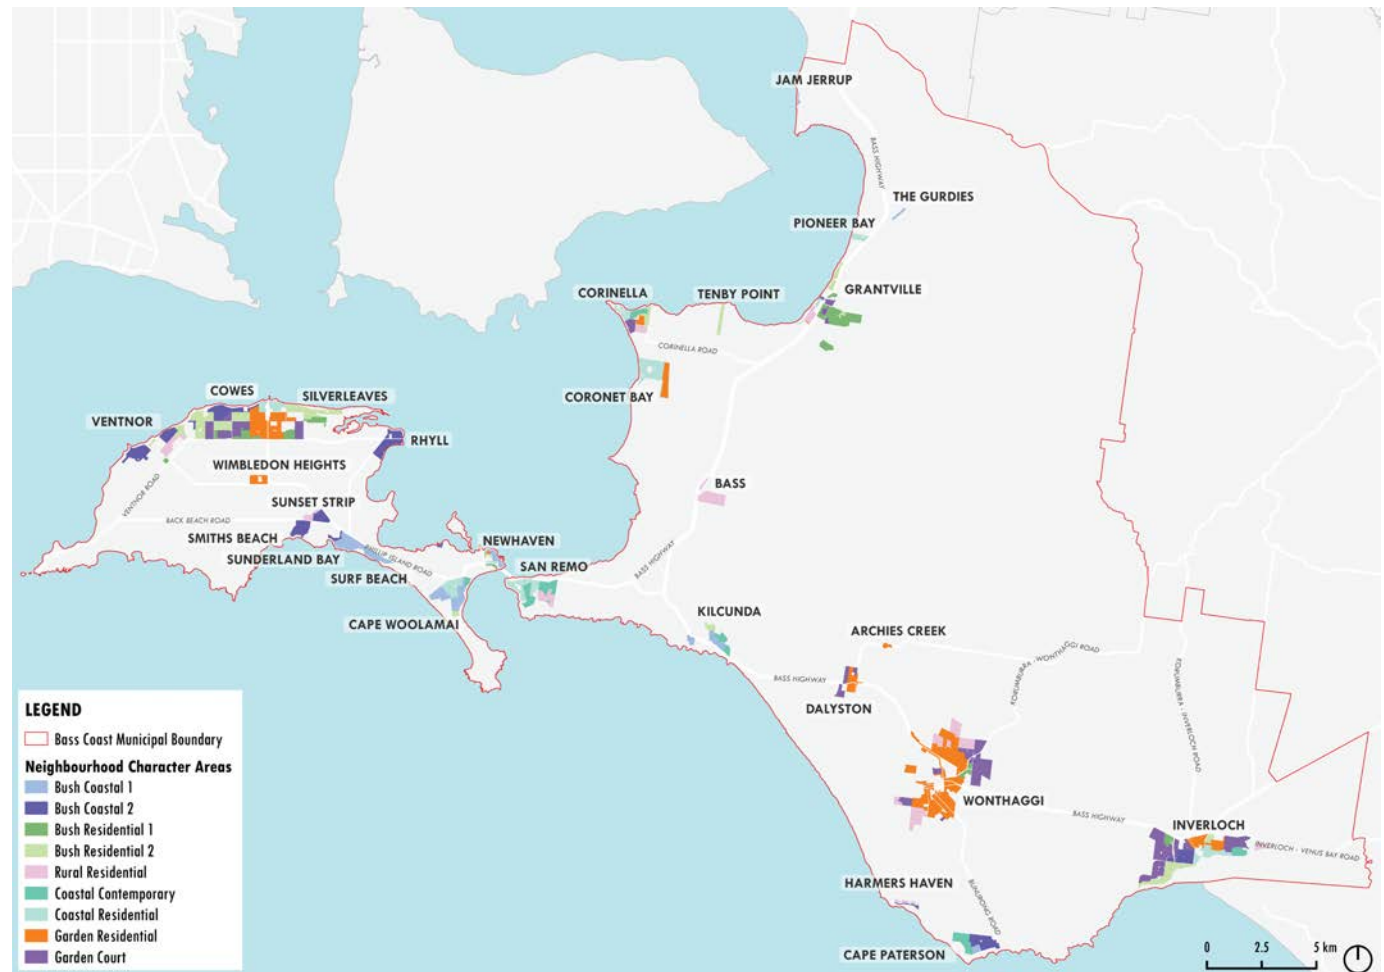 JAM JERRUP
BASS HIGHWAY
THE GURDIES
PIONEER BAY
GRANTVILLE
CORINELLA
TENBY POINT
CORINELLA ROAD
CORONET BAY
COWES
SILVERLEAVES
VENTNOR
RHYLL
WIMBLEDON HEIGHTS
VENTNOR ROAD
SUNSET STRIP
BACK BEACH ROAD
SMITHS BEACH
SUNDERLAND BAY
PHILLIP ISLAND ROAD
SURF BEACH
NEWHAVEN
SAN REMO
CAPE WOOLAMAI
BASS
BASS HIGHWAY
KILCUNDA
ARCHIES CREEK
BASS HIGHWAY
DALYSTON
KORUMBURRA - WONTHAGGI ROAD
KORUMBURRA - INVERLOCH ROAD
WONTHAGGI
BASS HIGHWAY
INVERLOCH
INVERLOCH - VENUS BAY ROAD
HARMERS HAVEN
BUNURONG ROAD
CAPE PATERSON
LEGEND
Bass Coast Municipal Boundary
Neighbourhood Character Areas
Bush Coastal 1
Bush Coastal 2
Bush Residential 1
Bush Residential 2
Rural Residential
Coastal Contemporary
Coastal Residential
Garden Residential
Garden Court
0 2.5 5 km